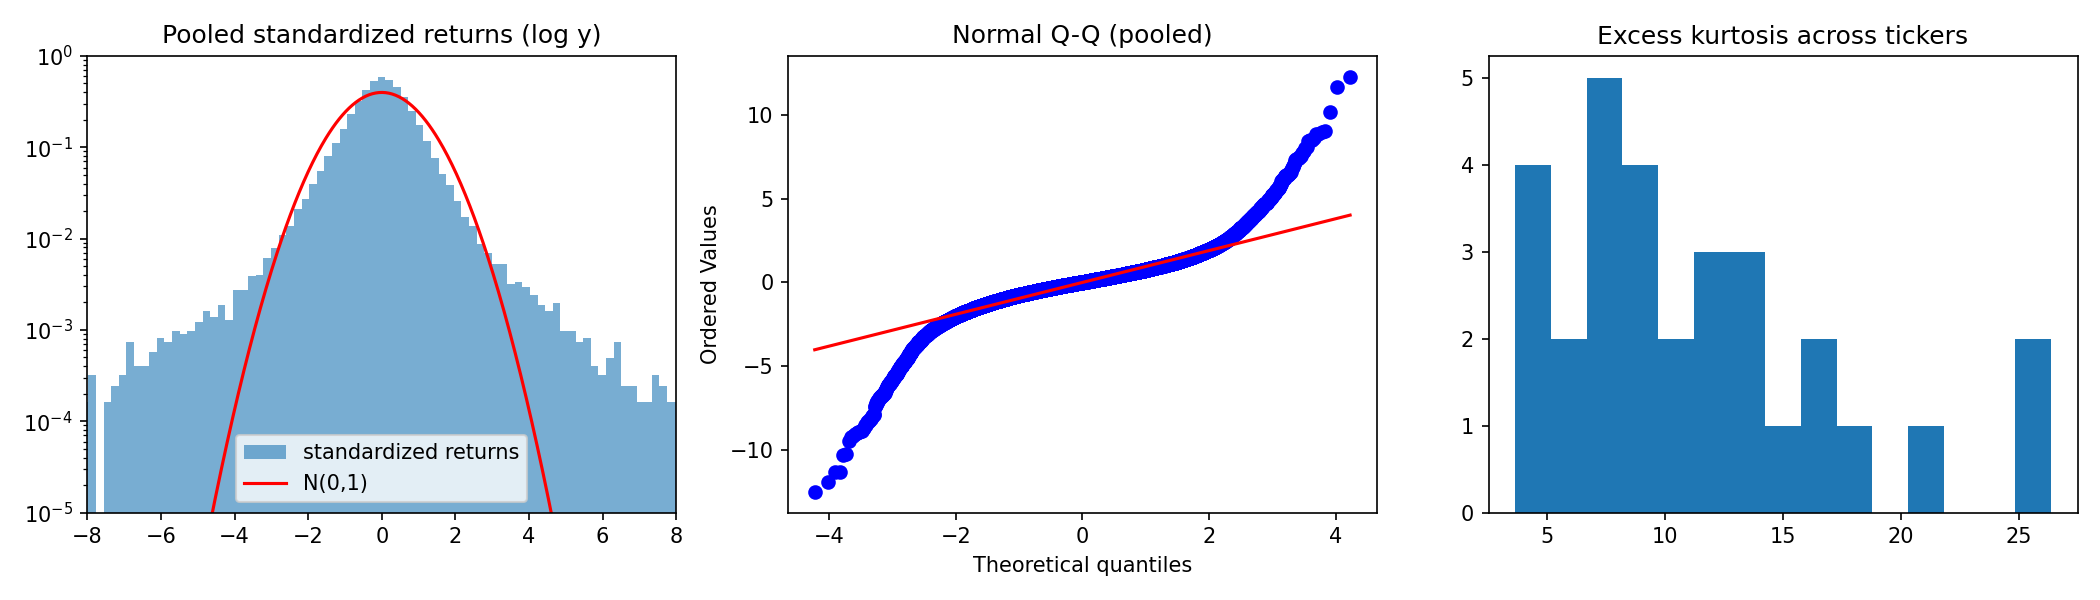 Pooled standardized returns (log y)
10⁰
10⁻¹
10⁻²
10⁻³
10⁻⁴
10⁻⁵
standardized returns
N(0,1)
−8 −6 −4 −2 0 2 4 6 8
Normal Q-Q (pooled)
Ordered Values
10
5
0
−5
−10
−4 −2 0 2 4
Theoretical quantiles
Excess kurtosis across tickers
5
4
3
2
1
0
5 10 15 20 25